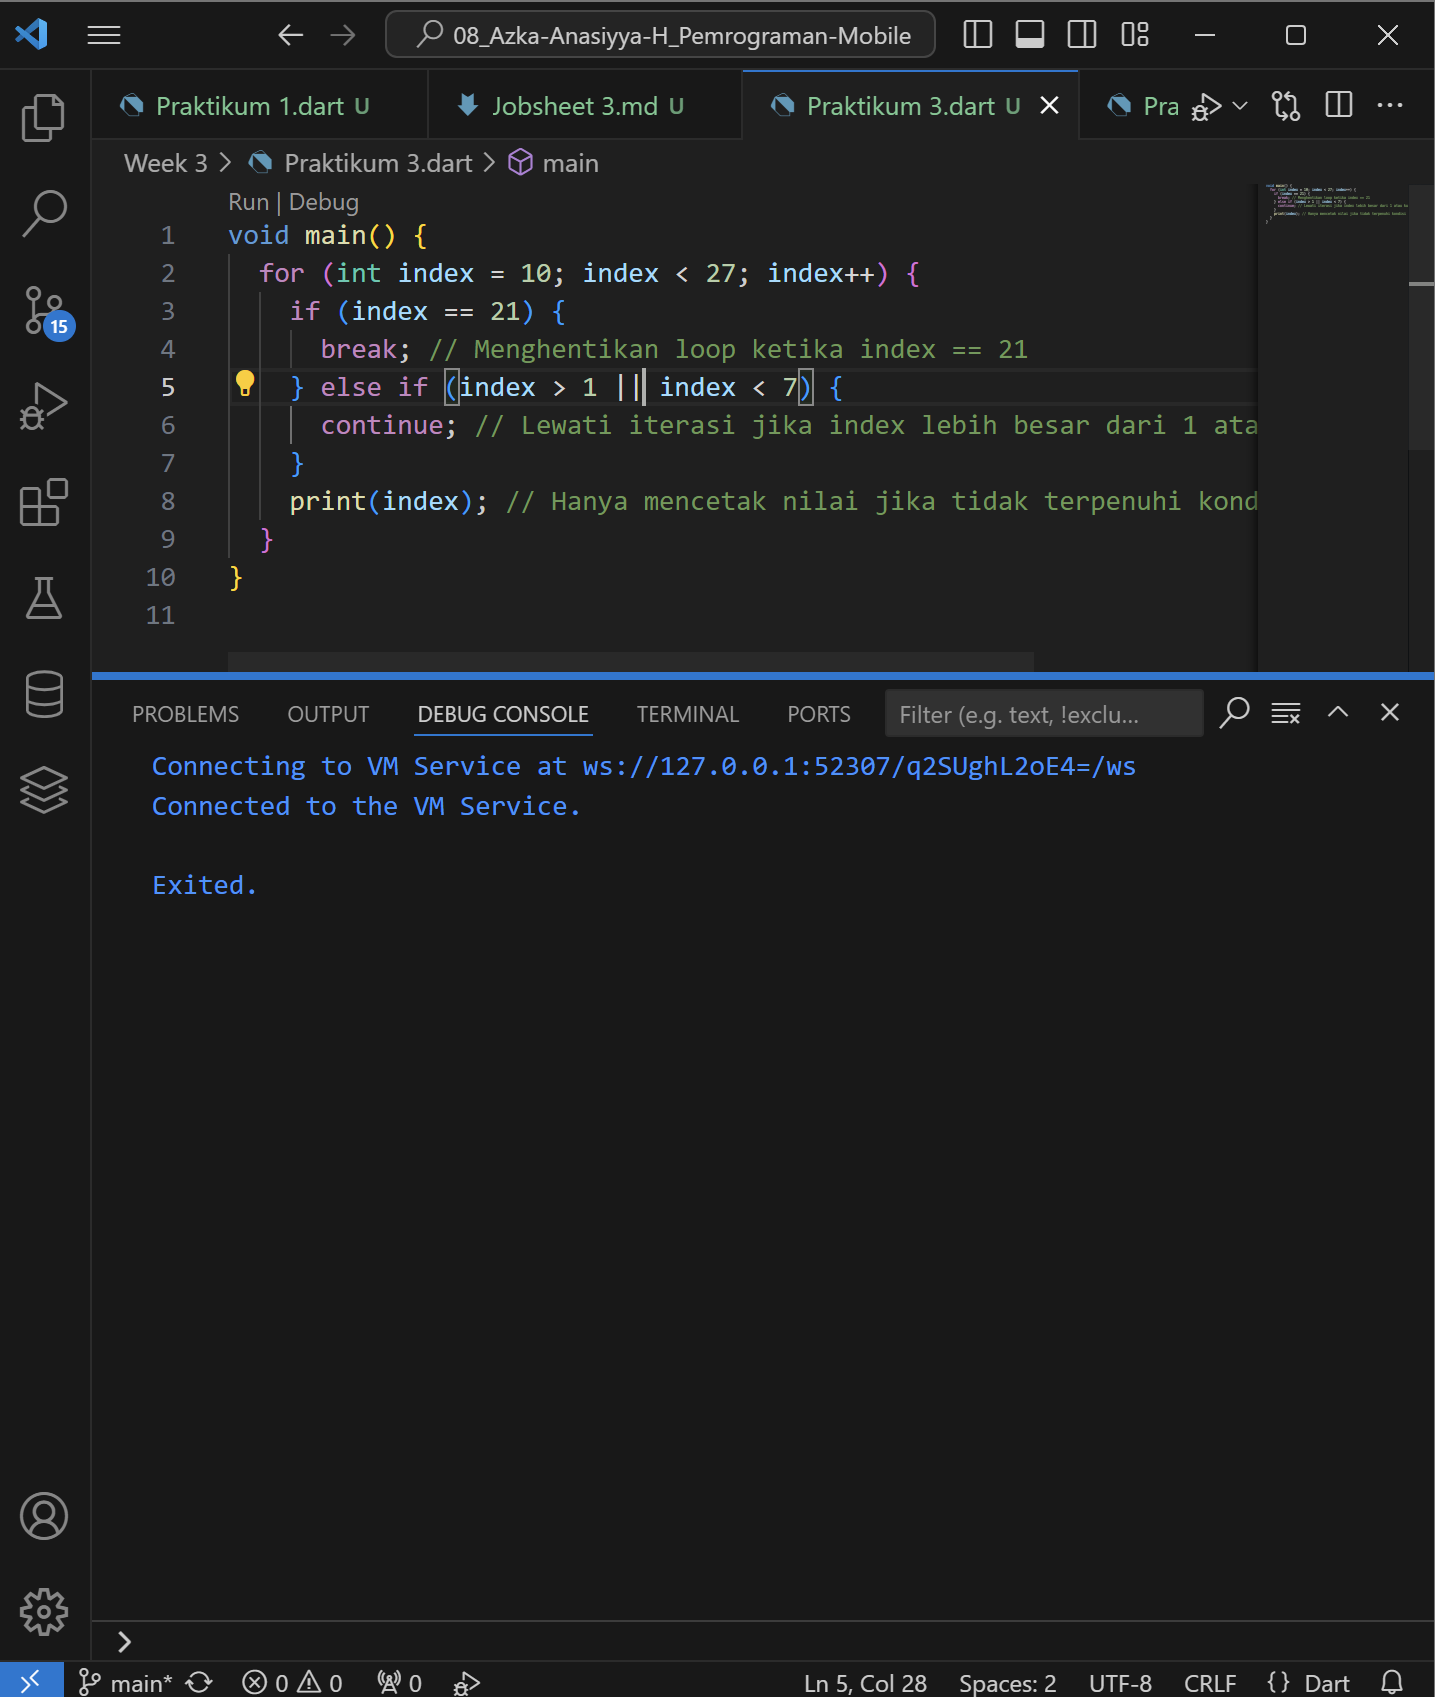 08_Azka-Anasiyya-H_Pemrograman-Mobile
Praktikum 1.dart U
Jobsheet 3.md U
Praktikum 3.dart U
Pra
Week 3 > Praktikum 3.dart > main
Run | Debug
1 void main() {
2 for (int index = 10; index < 27; index++) {
3 if (index == 21) {
4 break; // Menghentikan loop ketika index == 21
5 } else if (index > 1 || index < 7) {
6 continue; // Lewati iterasi jika index lebih besar dari 1 ata
7 }
8 print(index); // Hanya mencetak nilai jika tidak terpenuhi kond
9 }
10 }
11
15
PROBLEMS OUTPUT DEBUG CONSOLE TERMINAL PORTS Filter (e.g. text, !exclu...
Connecting to VM Service at ws://127.0.0.1:52307/q2SUghL2oE4=/ws
Connected to the VM Service.
Exited.
>
main* 0 0 0 Ln 5, Col 28 Spaces: 2 UTF-8 CRLF {} Dart